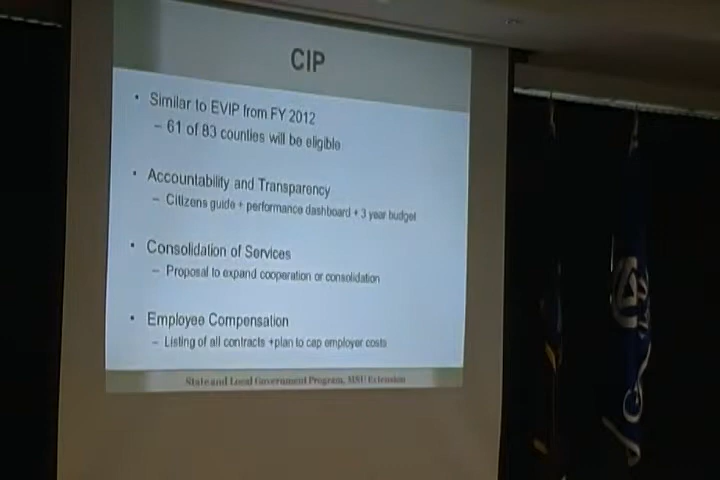 CIP
• Similar to EVIP from FY 2012
– 61 of 83 counties will be eligible
• Accountability and Transparency
– Citizens guide + performance dashboard + 3 year budget
• Consolidation of Services
– Proposal to expand cooperation or consolidation
• Employee Compensation
– Listing of all contracts +plan to cap employer costs
State and Local Government Program, MSU Extension